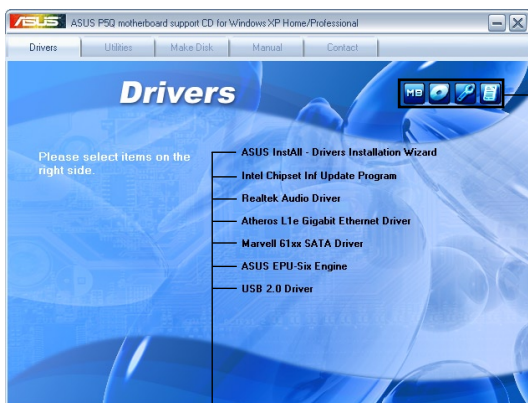 ASUS P5Q motherboard support CD for Windows XP Home/Professional
Drivers Utilities Make Disk Manual Contact
Drivers
MB
Please select items on the
right side.
ASUS InstAll - Drivers Installation Wizard
Intel Chipset Inf Update Program
Realtek Audio Driver
Atheros L1e Gigabit Ethernet Driver
Marvell 61xx SATA Driver
ASUS EPU-Six Engine
USB 2.0 Driver